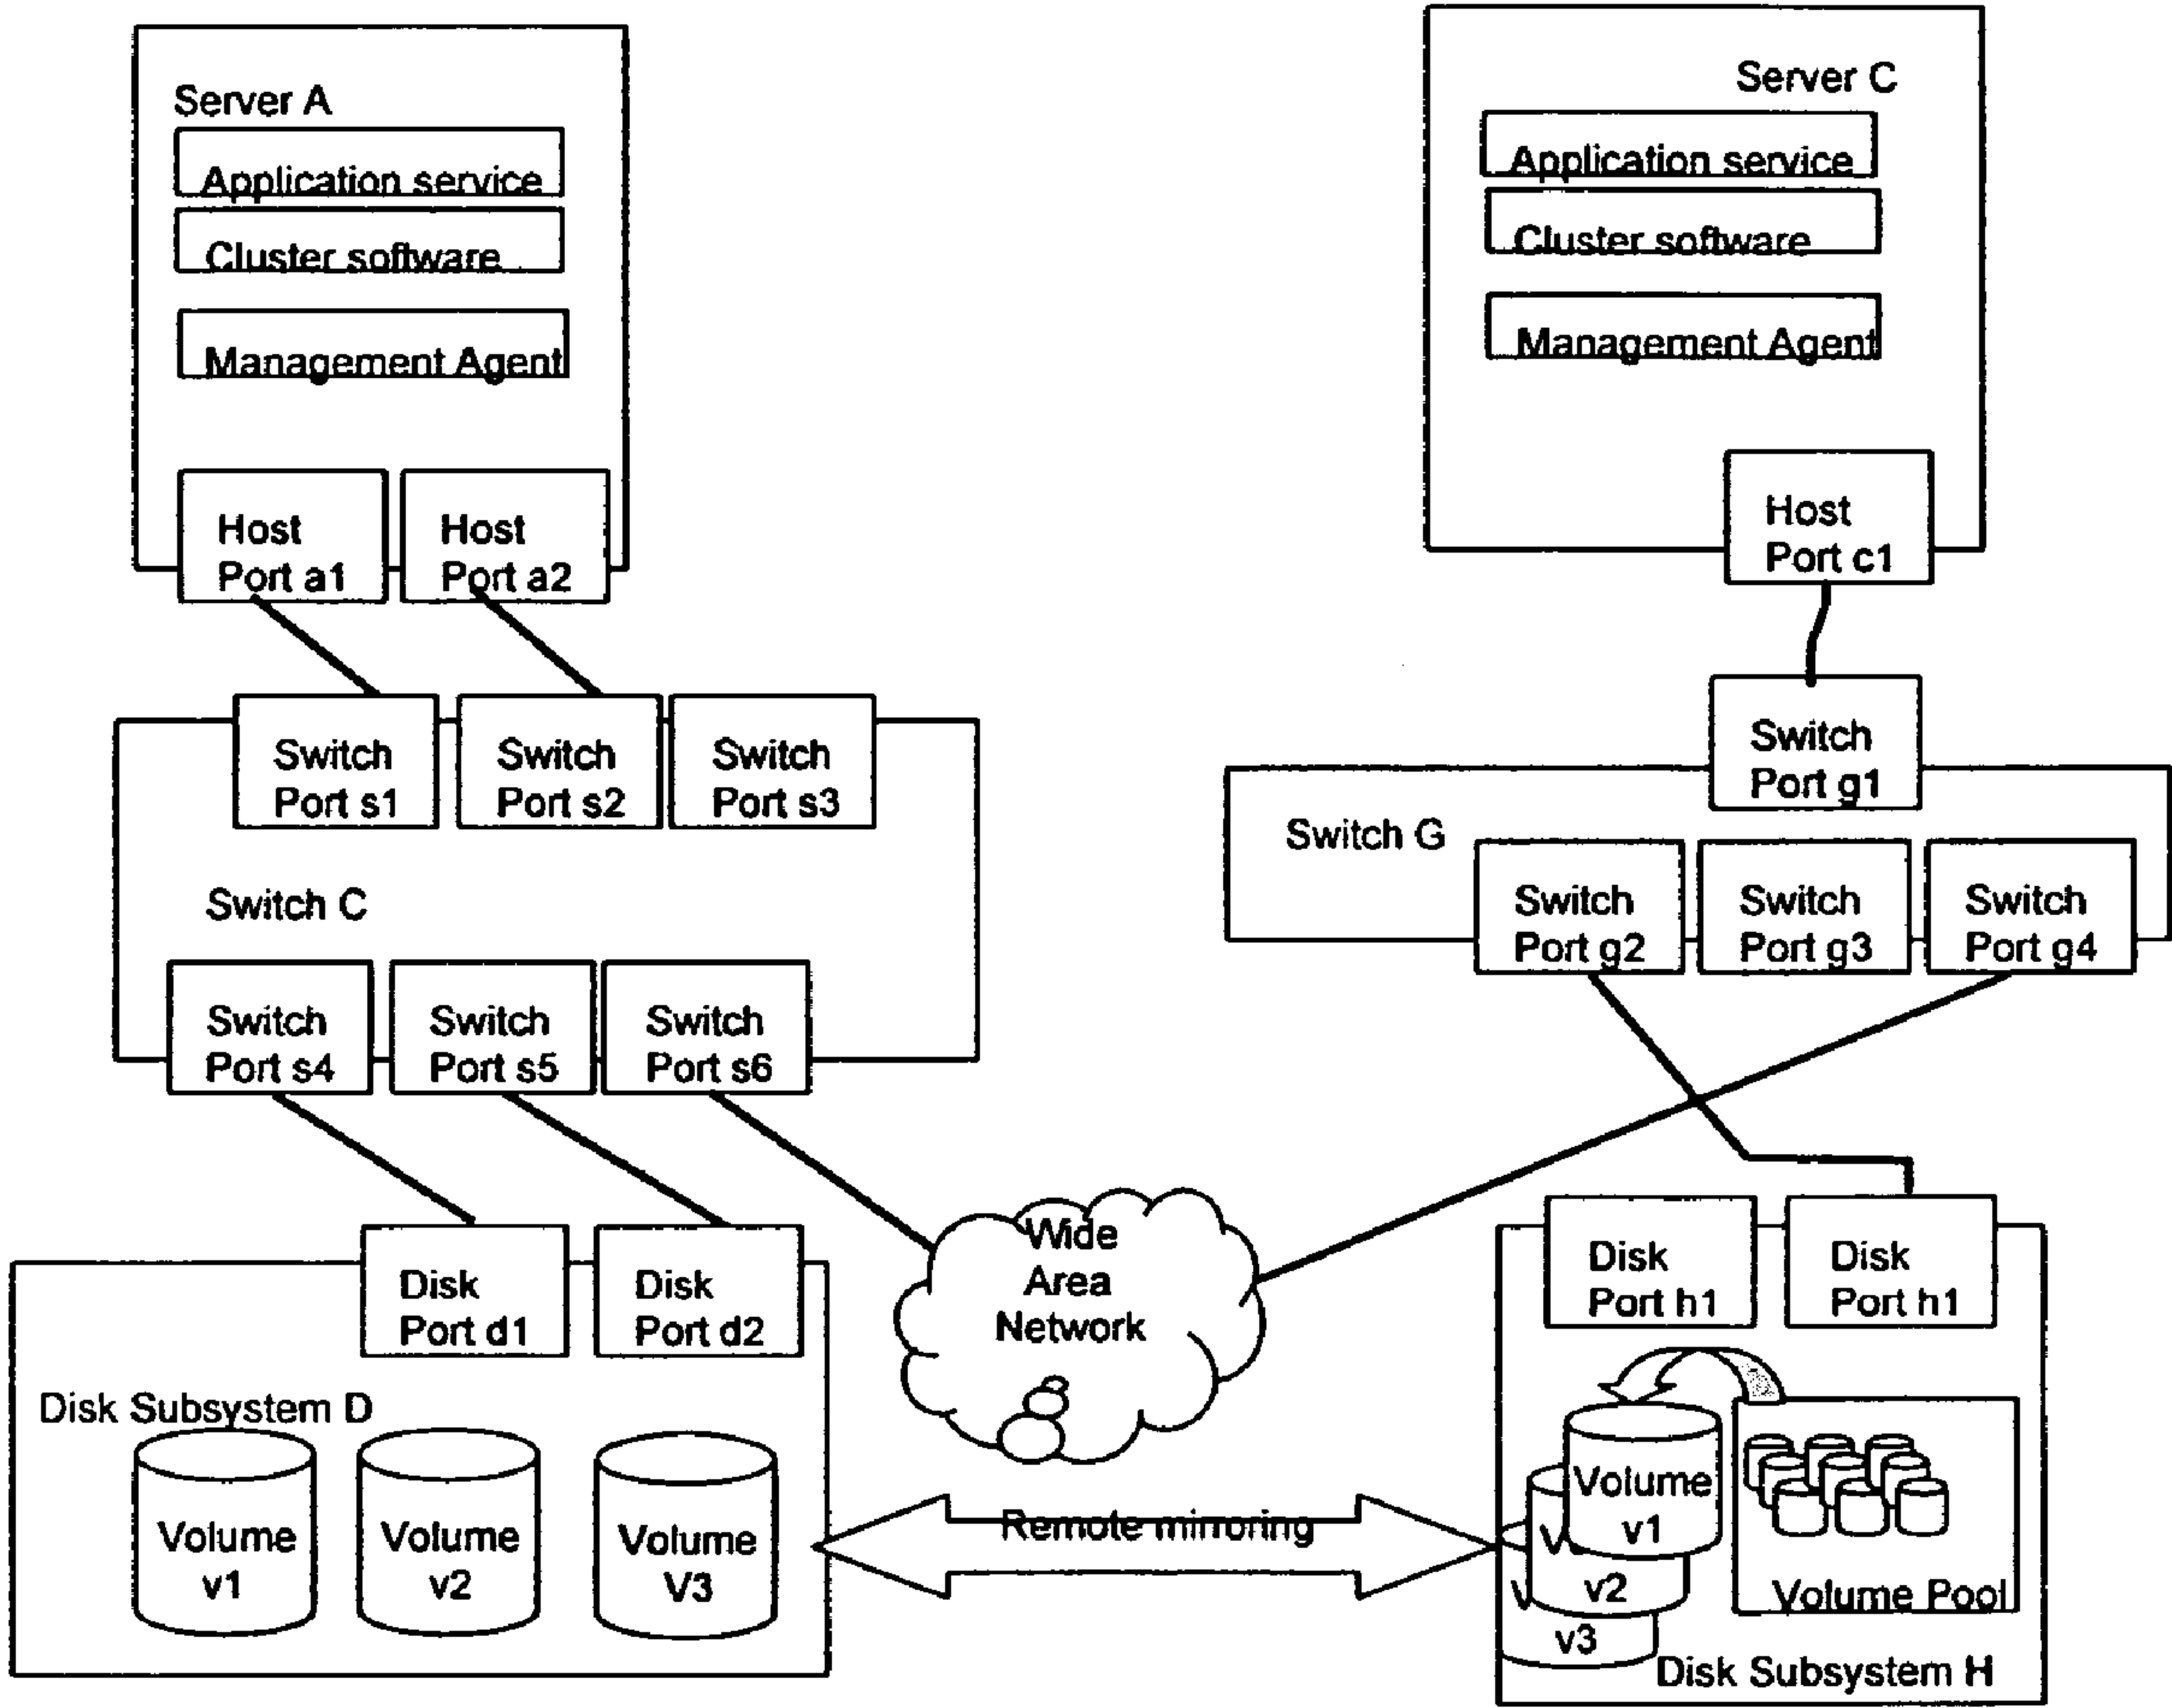 Server A
Application service
Cluster software
Management Agent
Host
Port a1
Host
Port a2
Server C
Application service
Cluster software
Management Agent
Host
Port c1
Switch
Port s1
Switch
Port s2
Switch
Port s3
Switch C
Switch
Port s4
Switch
Port s5
Switch
Port s6
Switch
Port g1
Switch G
Switch
Port g2
Switch
Port g3
Switch
Port g4
Disk
Port d1
Disk
Port d2
Disk Subsystem D
Volume
v1
Volume
v2
Volume
V3
Wide
Area
Network
Remote mirroring
Disk
Port h1
Disk
Port h1
Volume
v1
V
v2
V
v3
Volume Pool
Disk Subsystem H